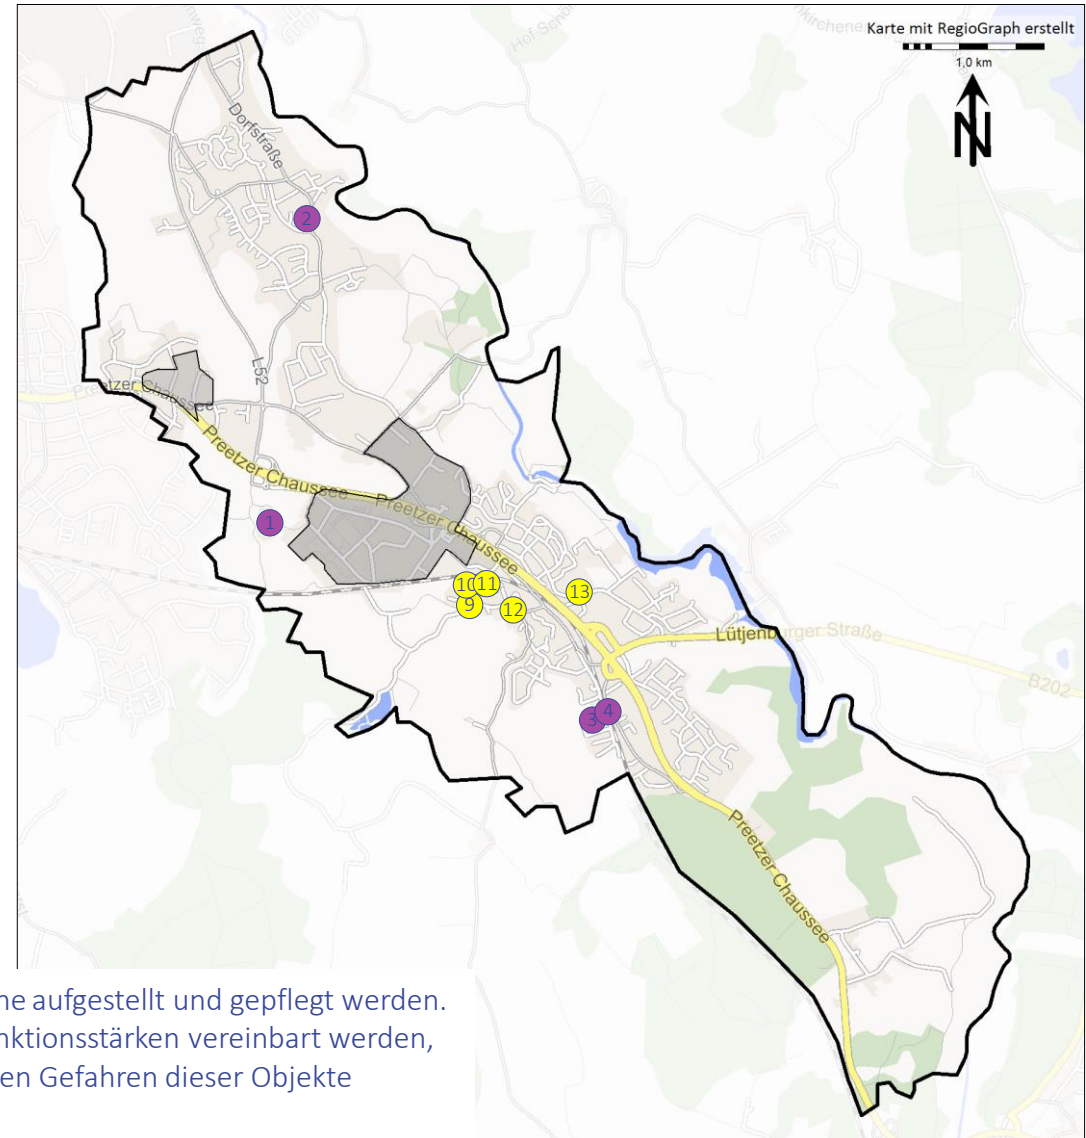 Karte mit RegioGraph erstellt
1,0 km
N
Hof Schön
Dorfstraße
2
L52
Preetzer Chaussee
Preetzer Chaussee
Preetzer Chaussee
1
10
11
9
12
13
Lütjenburger Straße
B202
3
4
Preetzer Chaussee
ne aufgestellt und gepflegt werden.
nktionsstärken vereinbart werden,
en Gefahren dieser Objekte